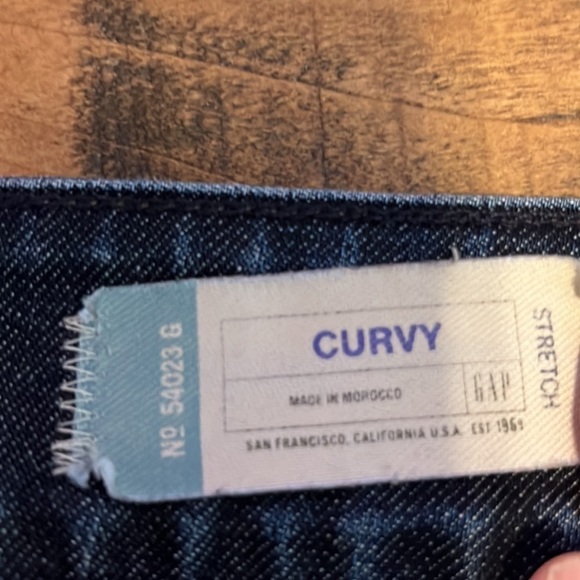 Nº 54023 G
CURVY
MADE IN MOROCCO
GAP
SAN FRANCISCO, CALIFORNIA U.S.A. EST 1969
STRETCH